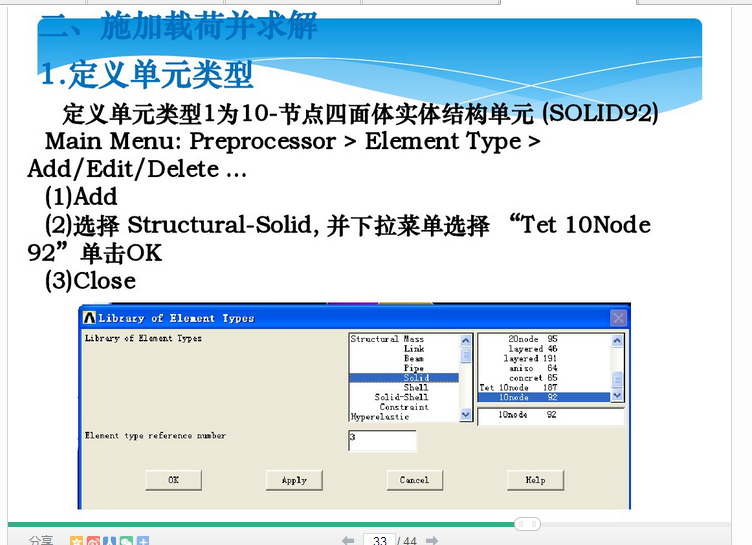 二、施加载荷并求解
1.定义单元类型
定义单元类型1为10-节点四面体实体结构单元 (SOLID92)
Main Menu: Preprocessor > Element Type >
Add/Edit/Delete ...
(1)Add
(2)选择 Structural-Solid, 并下拉菜单选择 “Tet 10Node
92” 单击OK
(3)Close
Library of Element Types
Library of Element Types
Structural Mass
Link
Beam
Pipe
Solid
Shell
Solid-Shell
Constraint
Hyperelastic
20node 95
layered 46
layered 191
aniso 64
concret 65
Tet 10node 187
10node 92
10node 92
Element type reference number
3
OK
Apply
Cancel
Help
分享
33 / 44